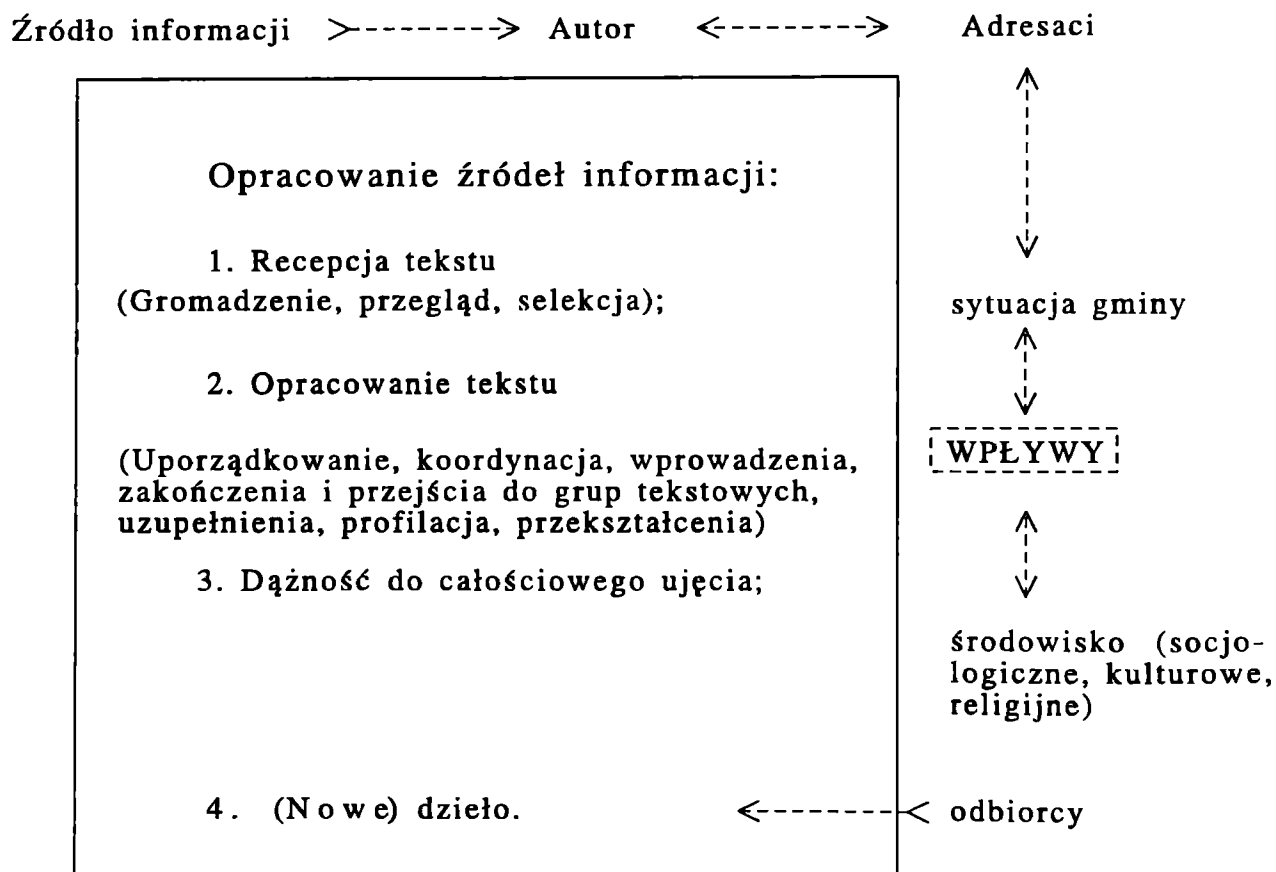 Źródło informacji Autor Adresaci
Opracowanie źródeł informacji:
1. Recepcja tekstu
(Gromadzenie, przegląd, selekcja);
sytuacja gminy
2. Opracowanie tekstu
WPŁYWY
(Uporządkowanie, koordynacja, wprowadzenia,
zakończenia i przejścia do grup tekstowych,
uzupełnienia, profilacja, przekształcenia)
3. Dążność do całościowego ujęcia;
środowisko (socjo-
logiczne, kulturowe,
religijne)
4. (Nowe) dzieło.
odbiorcy